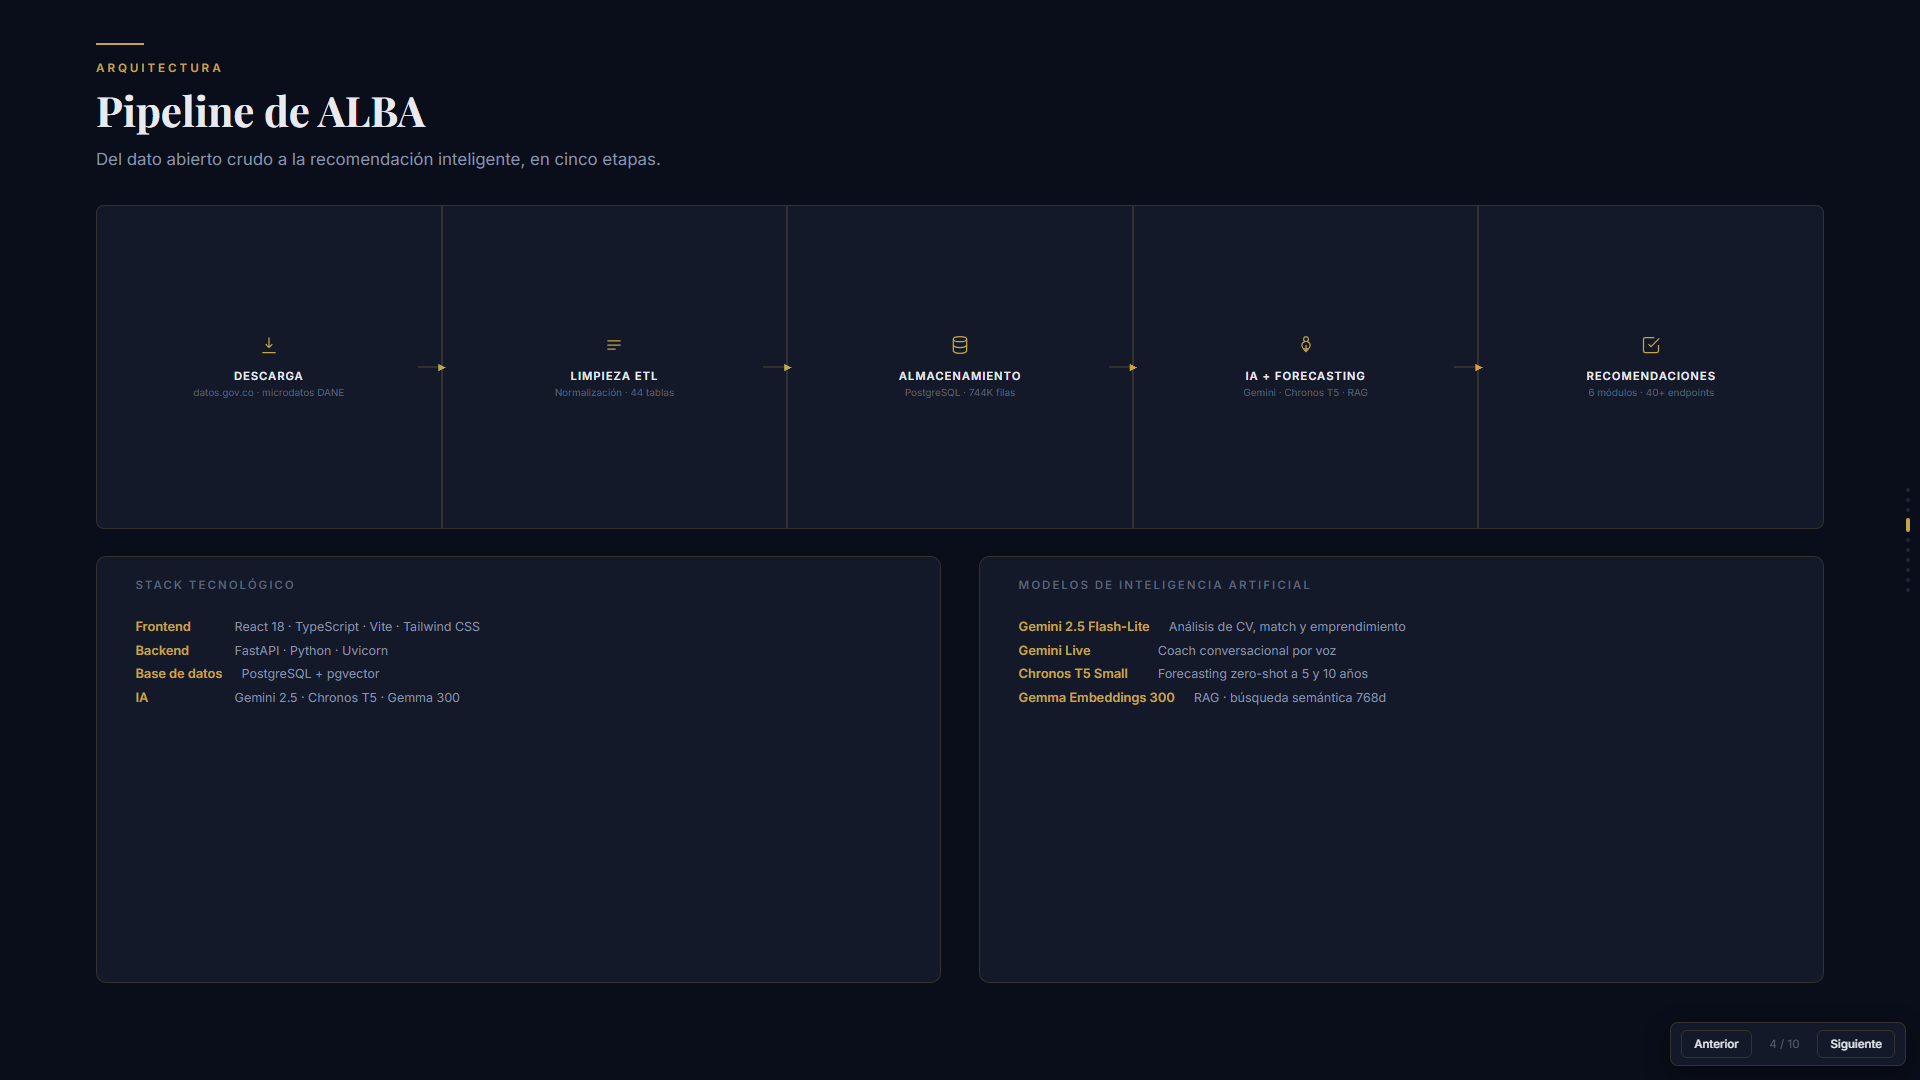 ARQUITECTURA
Pipeline de ALBA
Del dato abierto crudo a la recomendación inteligente, en cinco etapas.
DESCARGA
datos.gov.co · microdatos DANE
LIMPIEZA ETL
Normalización · 44 tablas
ALMACENAMIENTO
PostgreSQL · 744K filas
IA + FORECASTING
Gemini · Chronos T5 · RAG
RECOMENDACIONES
6 módulos · 40+ endpoints
STACK TECNOLÓGICO
Frontend React 18 · TypeScript · Vite · Tailwind CSS
Backend FastAPI · Python · Uvicorn
Base de datos PostgreSQL + pgvector
IA Gemini 2.5 · Chronos T5 · Gemma 300
MODELOS DE INTELIGENCIA ARTIFICIAL
Gemini 2.5 Flash-Lite Análisis de CV, match y emprendimiento
Gemini Live Coach conversacional por voz
Chronos T5 Small Forecasting zero-shot a 5 y 10 años
Gemma Embeddings 300 RAG · búsqueda semántica 768d
Anterior 4 / 10 Siguiente